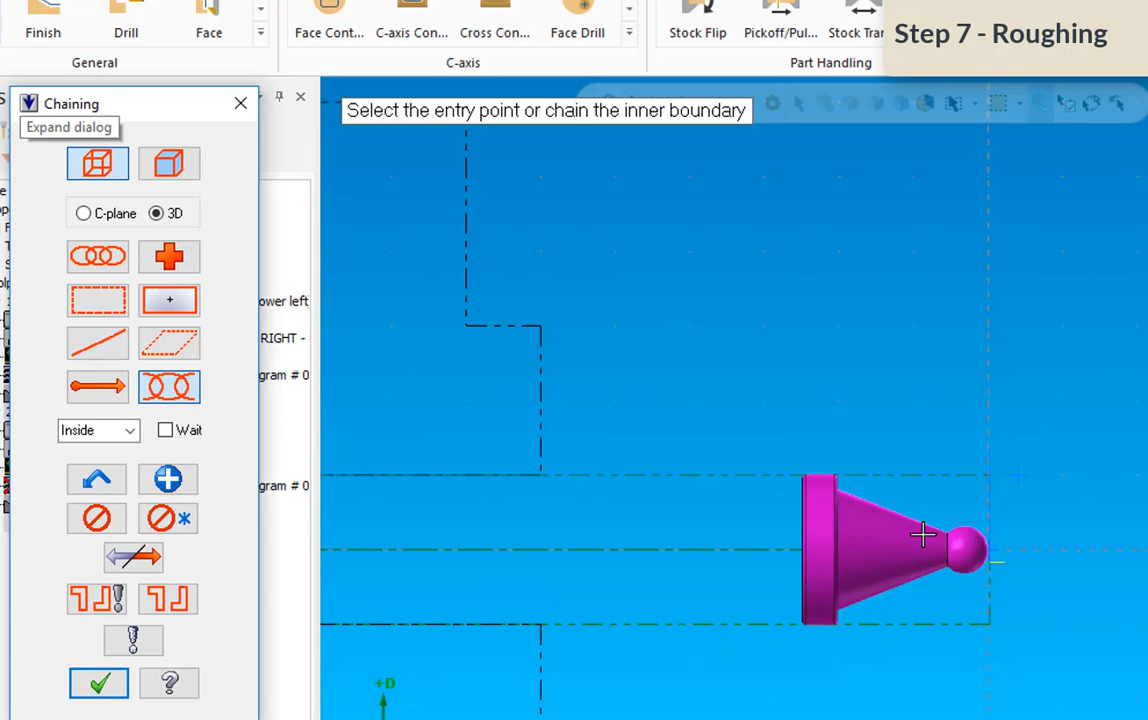 Step 7 - Roughing
Finish
Drill
Face
Face Cont...
C-axis Con...
Cross Con...
Face Drill
Stock Flip
Pickoff/Pul...
Stock Tran
General
C-axis
Part Handling
Chaining
Expand dialog
Select the entry point or chain the inner boundary
C-plane
3D
ower left
RIGHT -
gram # 0
Inside
Wait
gram # 0
+D